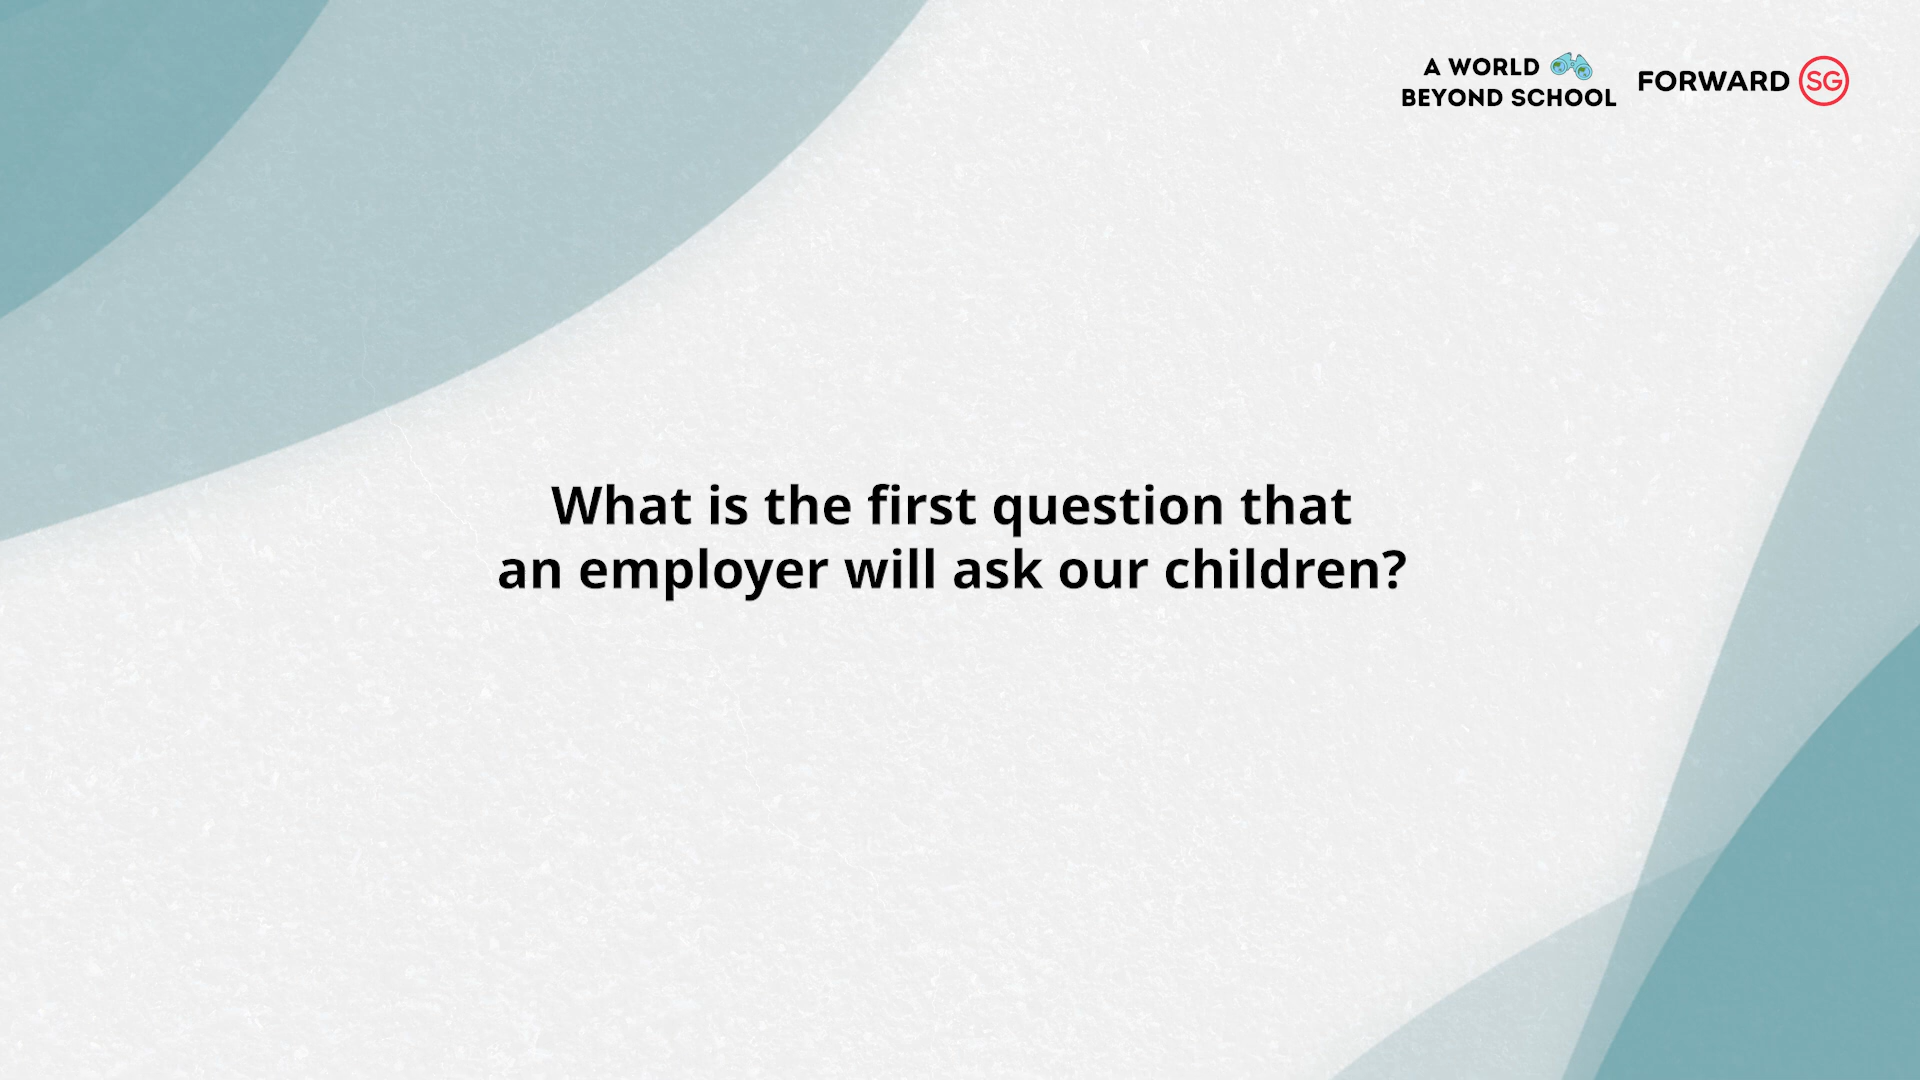 A WORLD
BEYOND SCHOOL
FORWARD SG
What is the first question that
an employer will ask our children?